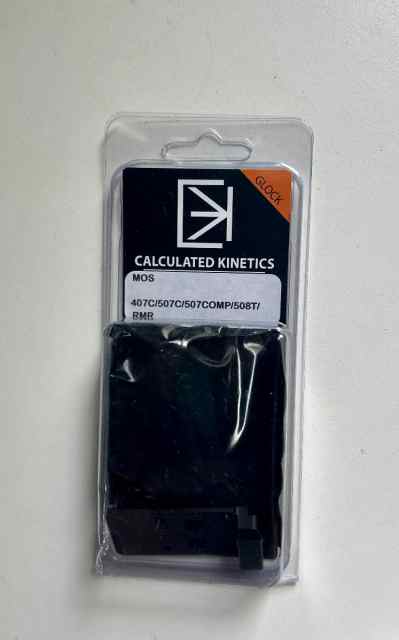 GLOCK
CALCULATED KINETICS
MOS
407C/507C/507COMP/508T/
RMR